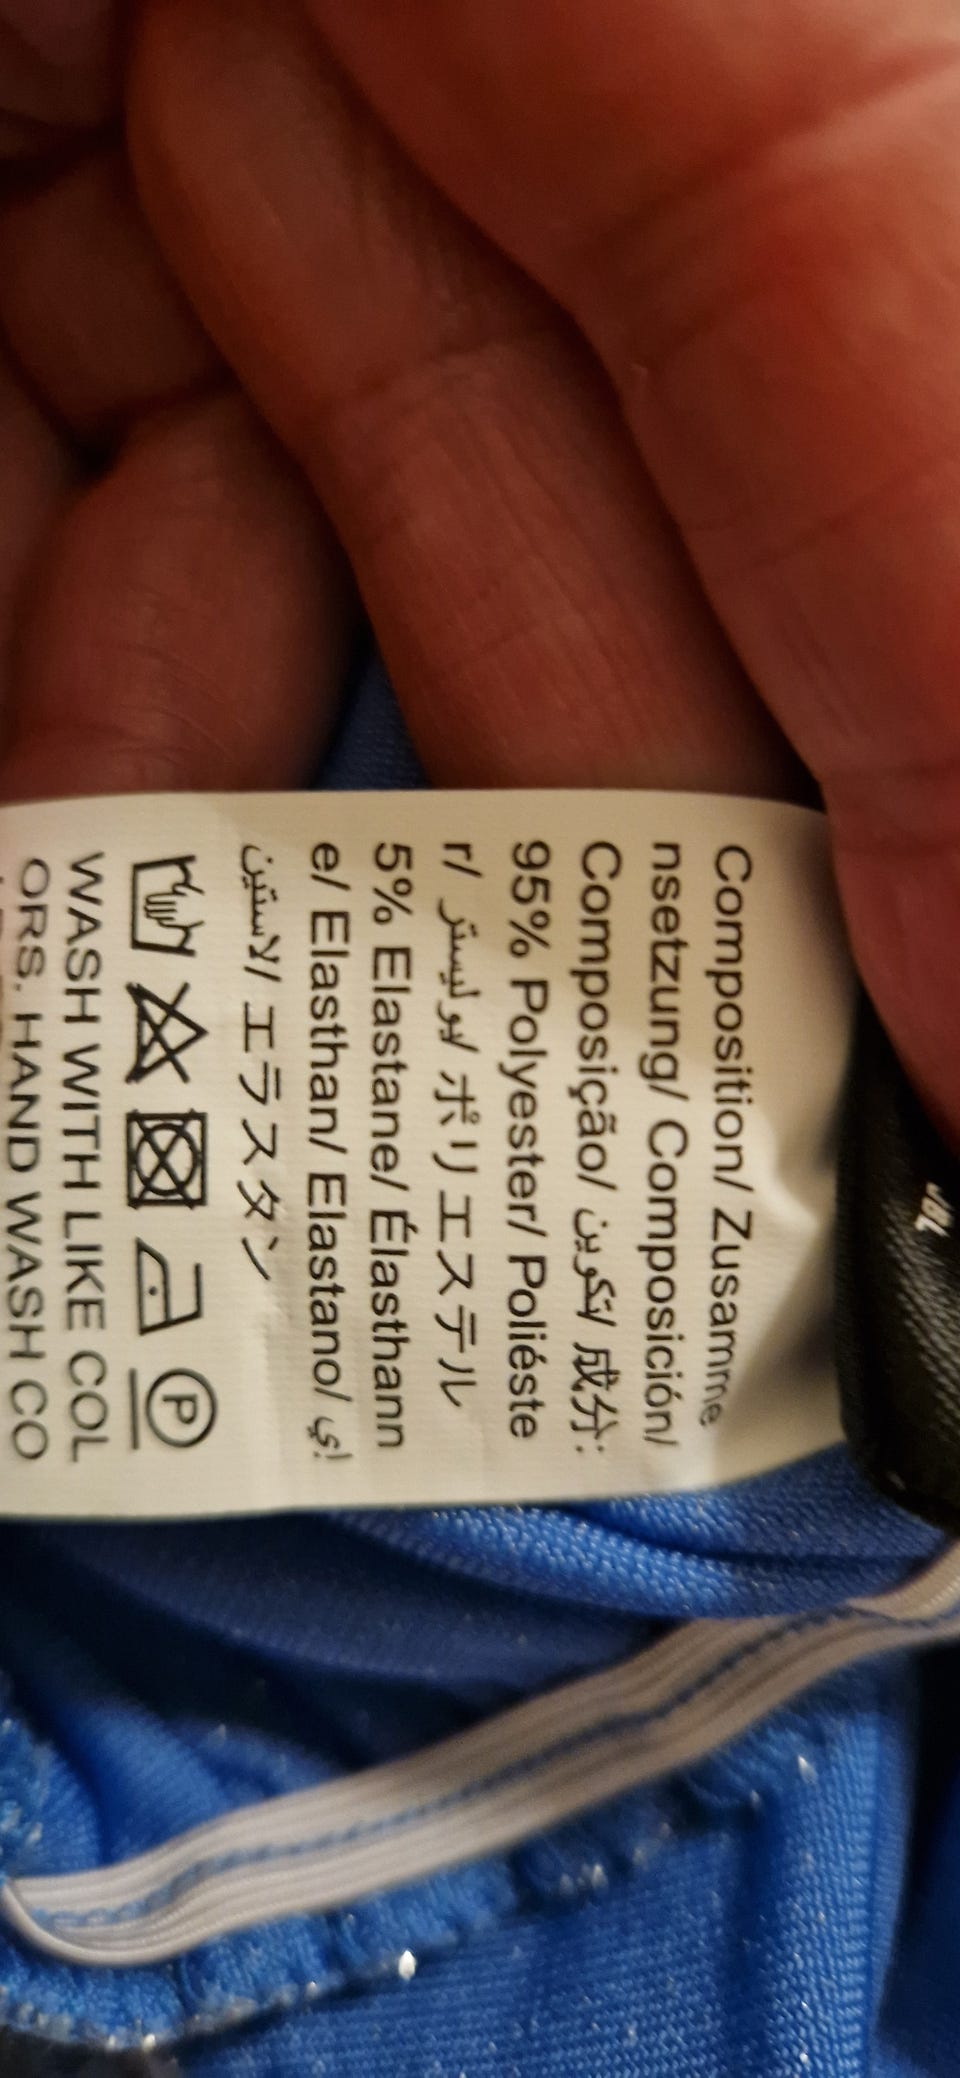 Composition/ Zusamme
nsetzung/ Composición/
Composição/ تكوين/ 成分:
95% Polyester/ Poliéste
r/ بوليستر/ ポリエステル
5% Elastane/ Élasthann
e/ Elasthan/ Elastano/ إي
لاستين/ エラスタン
P
WASH WITH LIKE COL
ORS. HAND WASH CO